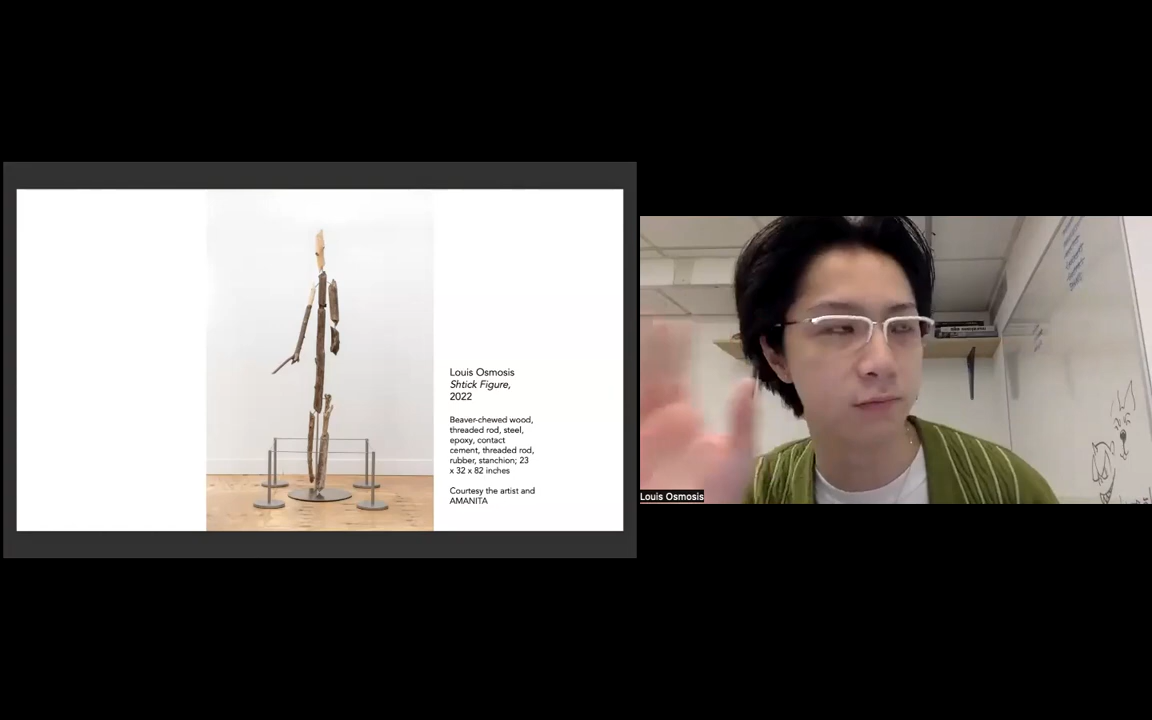 Louis Osmosis
Shtick Figure,
2022
Beaver-chewed wood,
threaded rod, steel,
epoxy, contact
cement, threaded rod,
rubber, stanchion; 23
x 32 x 82 inches
Courtesy the artist and
AMANITA
Louis Osmosis